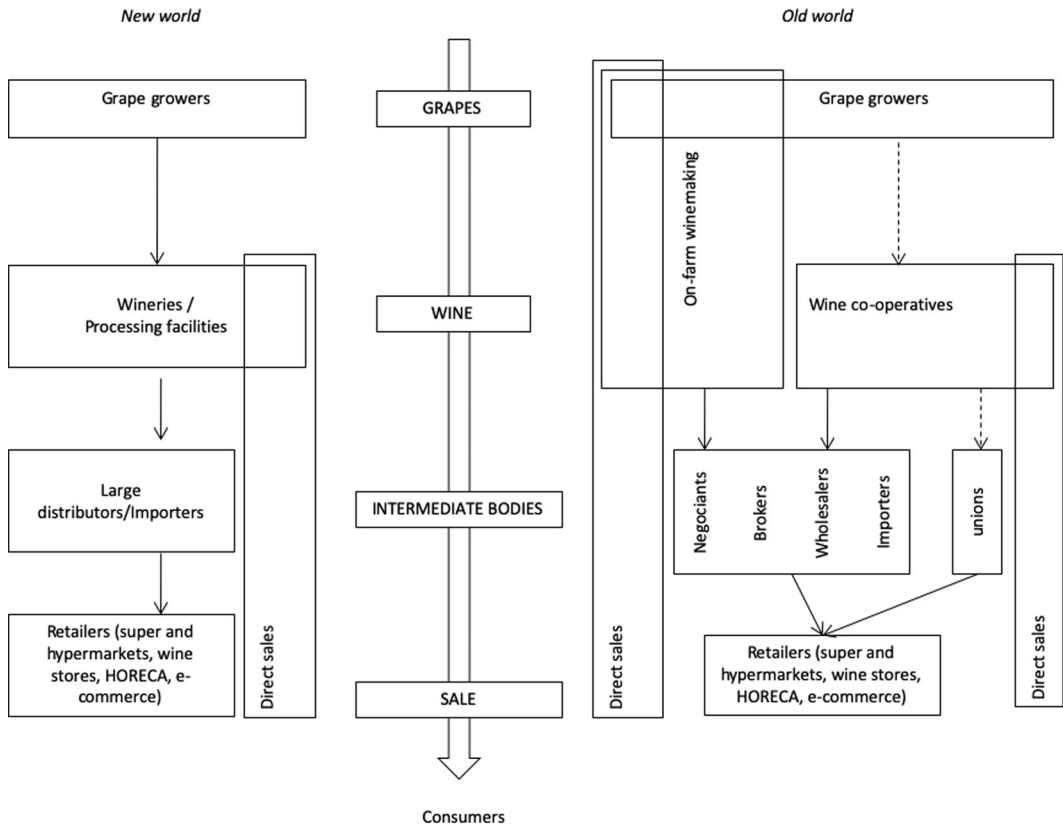 New world
Old world
Grape growers
GRAPES
Grape growers
On-farm winemaking
Wineries /
Processing facilities
WINE
Wine co-operatives
Large
distributors/Importers
INTERMEDIATE BODIES
Negociants
Brokers
Wholesalers
Importers
unions
Retailers (super and
hypermarkets, wine
stores, HORECA, e-
commerce)
Direct sales
SALE
Direct sales
Retailers (super and
hypermarkets, wine stores,
HORECA, e-commerce)
Direct sales
Consumers